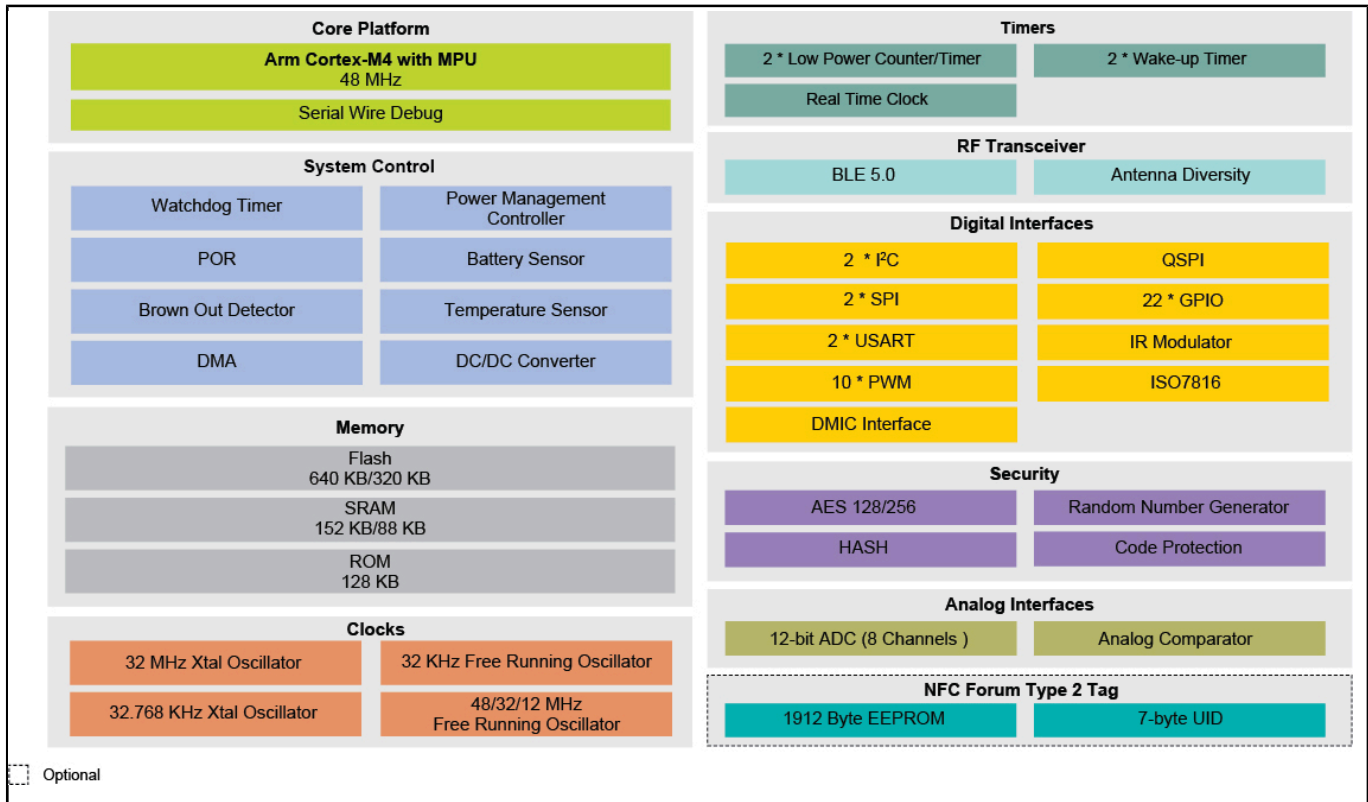 Core Platform
Arm Cortex-M4 with MPU
48 MHz
Serial Wire Debug
System Control
Watchdog Timer
Power Management
Controller
POR
Battery Sensor
Brown Out Detector
Temperature Sensor
DMA
DC/DC Converter
Memory
Flash
640 KB/320 KB
SRAM
152 KB/88 KB
ROM
128 KB
Clocks
32 MHz Xtal Oscillator
32 KHz Free Running Oscillator
32.768 KHz Xtal Oscillator
48/32/12 MHz
Free Running Oscillator
Timers
2 * Low Power Counter/Timer
2 * Wake-up Timer
Real Time Clock
RF Transceiver
BLE 5.0
Antenna Diversity
Digital Interfaces
2 * I²C
QSPI
2 * SPI
22 * GPIO
2 * USART
IR Modulator
10 * PWM
ISO7816
DMIC Interface
Security
AES 128/256
Random Number Generator
HASH
Code Protection
Analog Interfaces
12-bit ADC (8 Channels )
Analog Comparator
NFC Forum Type 2 Tag
1912 Byte EEPROM
7-byte UID
Optional